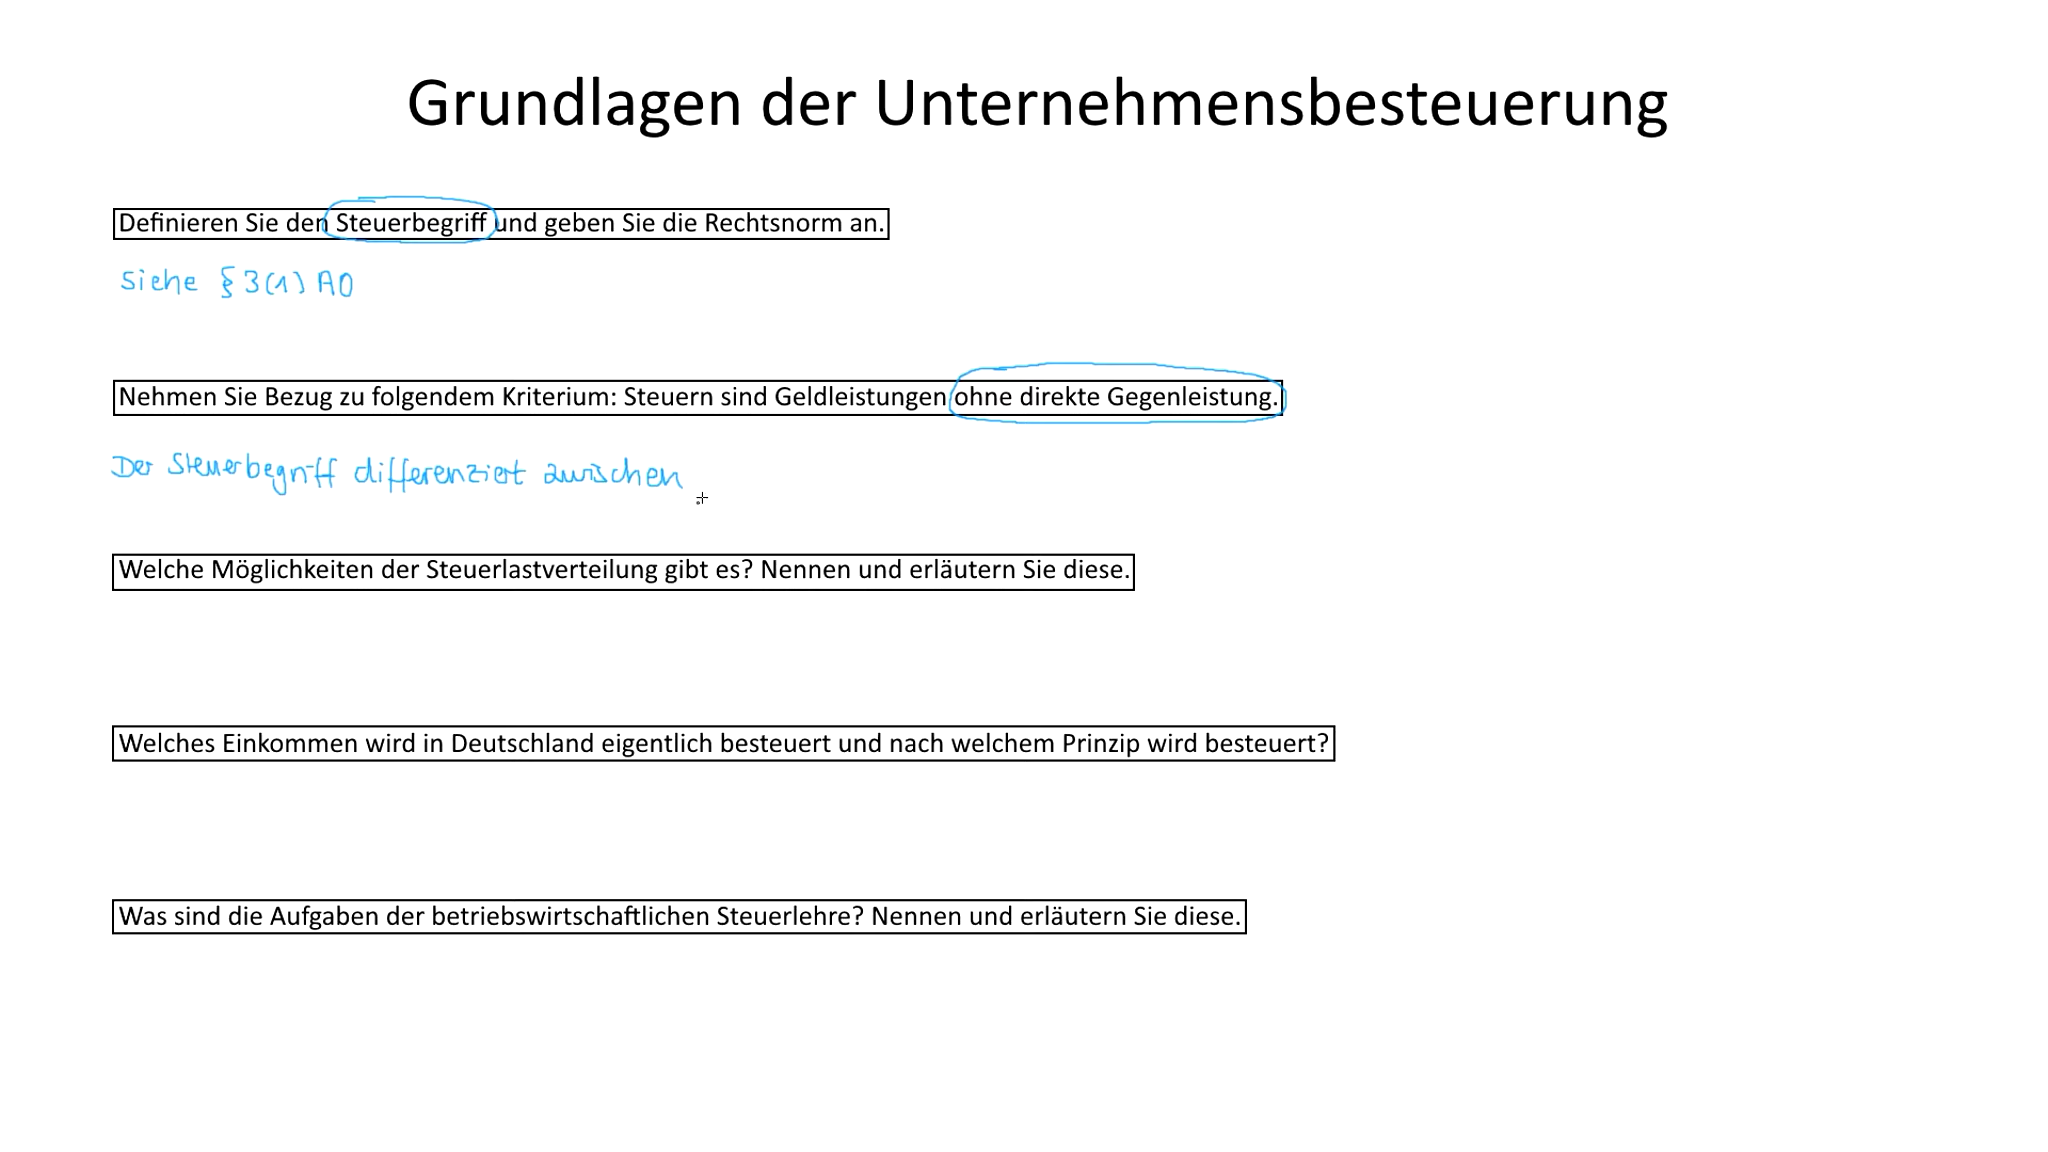 Grundlagen der Unternehmensbesteuerung
Definieren Sie den Steuerbegriff und geben Sie die Rechtsnorm an.
Siehe § 3(1) AO
Nehmen Sie Bezug zu folgendem Kriterium: Steuern sind Geldleistungen ohne direkte Gegenleistung.
Der Steuerbegriff differenziert zwischen
Welche Möglichkeiten der Steuerlastverteilung gibt es? Nennen und erläutern Sie diese.
Welches Einkommen wird in Deutschland eigentlich besteuert und nach welchem Prinzip wird besteuert?
Was sind die Aufgaben der betriebswirtschaftlichen Steuerlehre? Nennen und erläutern Sie diese.